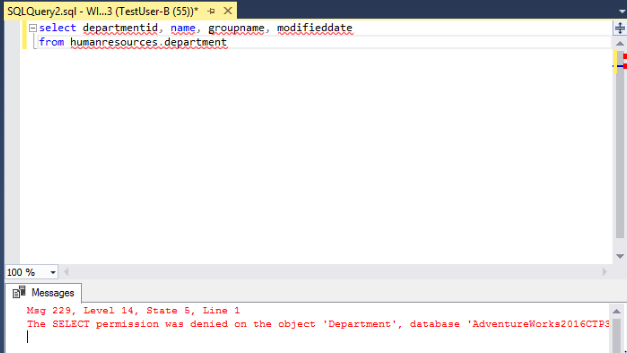 SQLQuery2.sql - WI...3 (TestUser-B (55))*
select departmentid, name, groupname, modifieddate
from humanresources.department
100 %
Messages
Msg 229, Level 14, State 5, Line 1
The SELECT permission was denied on the object 'Department', database 'AdventureWorks2016CTP3